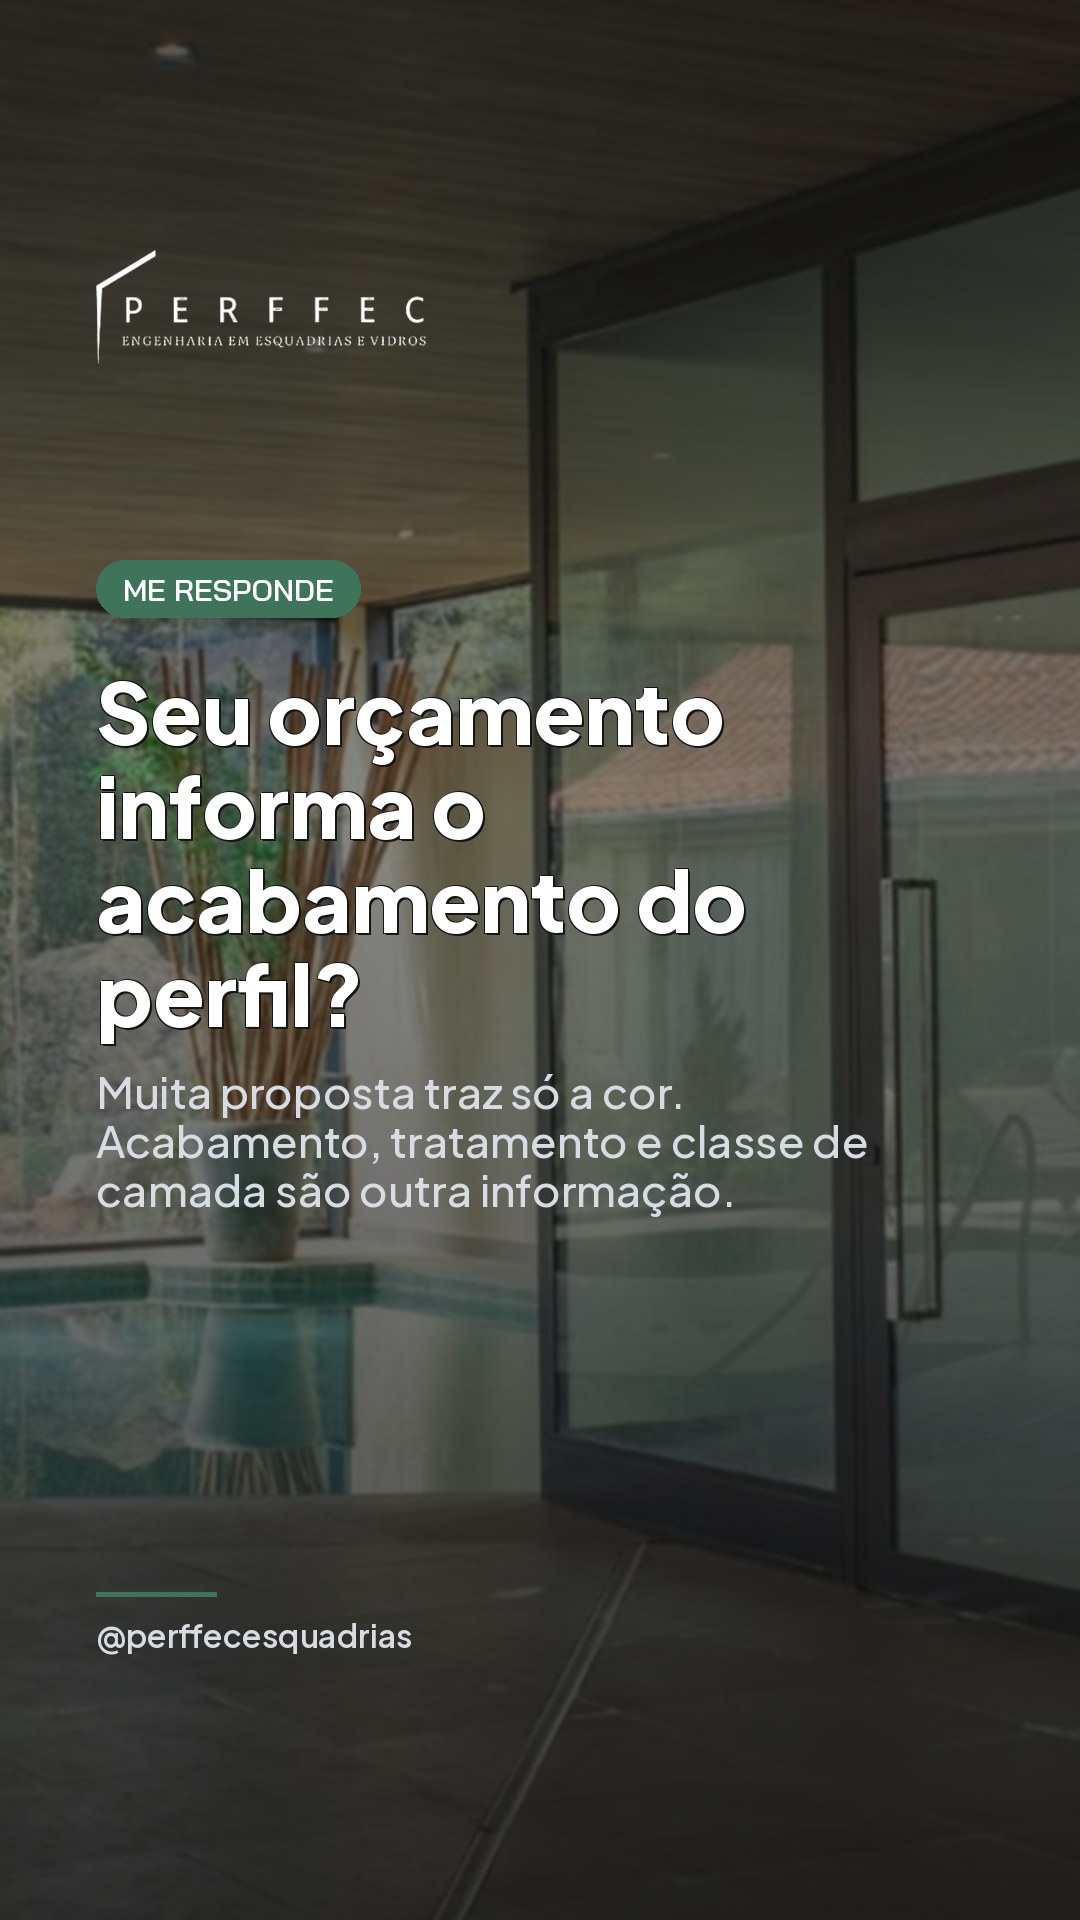 PERFFEC
ENGENHARIA EM ESQUADRIAS E VIDROS
ME RESPONDE
Seu orçamento
informa o
acabamento do
perfil?
Muita proposta traz só a cor.
Acabamento, tratamento e classe de
camada são outra informação.
@perffecesquadrias